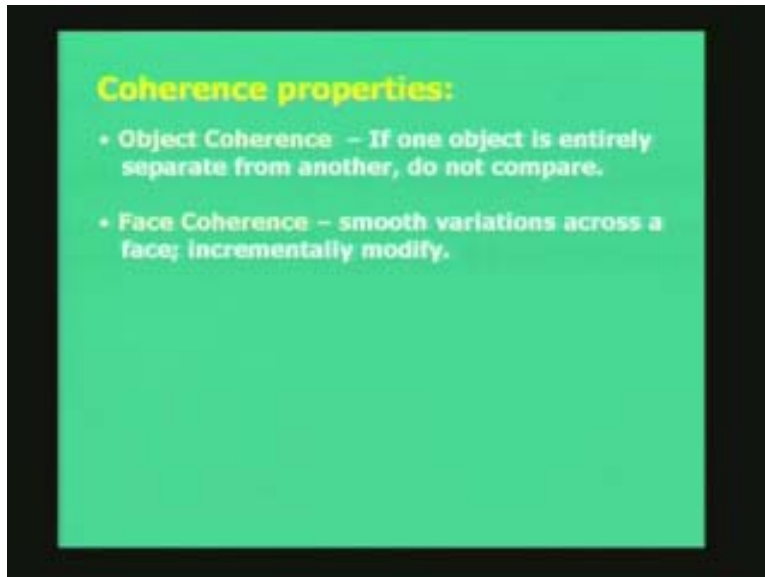 Coherence properties:
• Object Coherence – If one object is entirely
separate from another, do not compare.
• Face Coherence – smooth variations across a
face; incrementally modify.